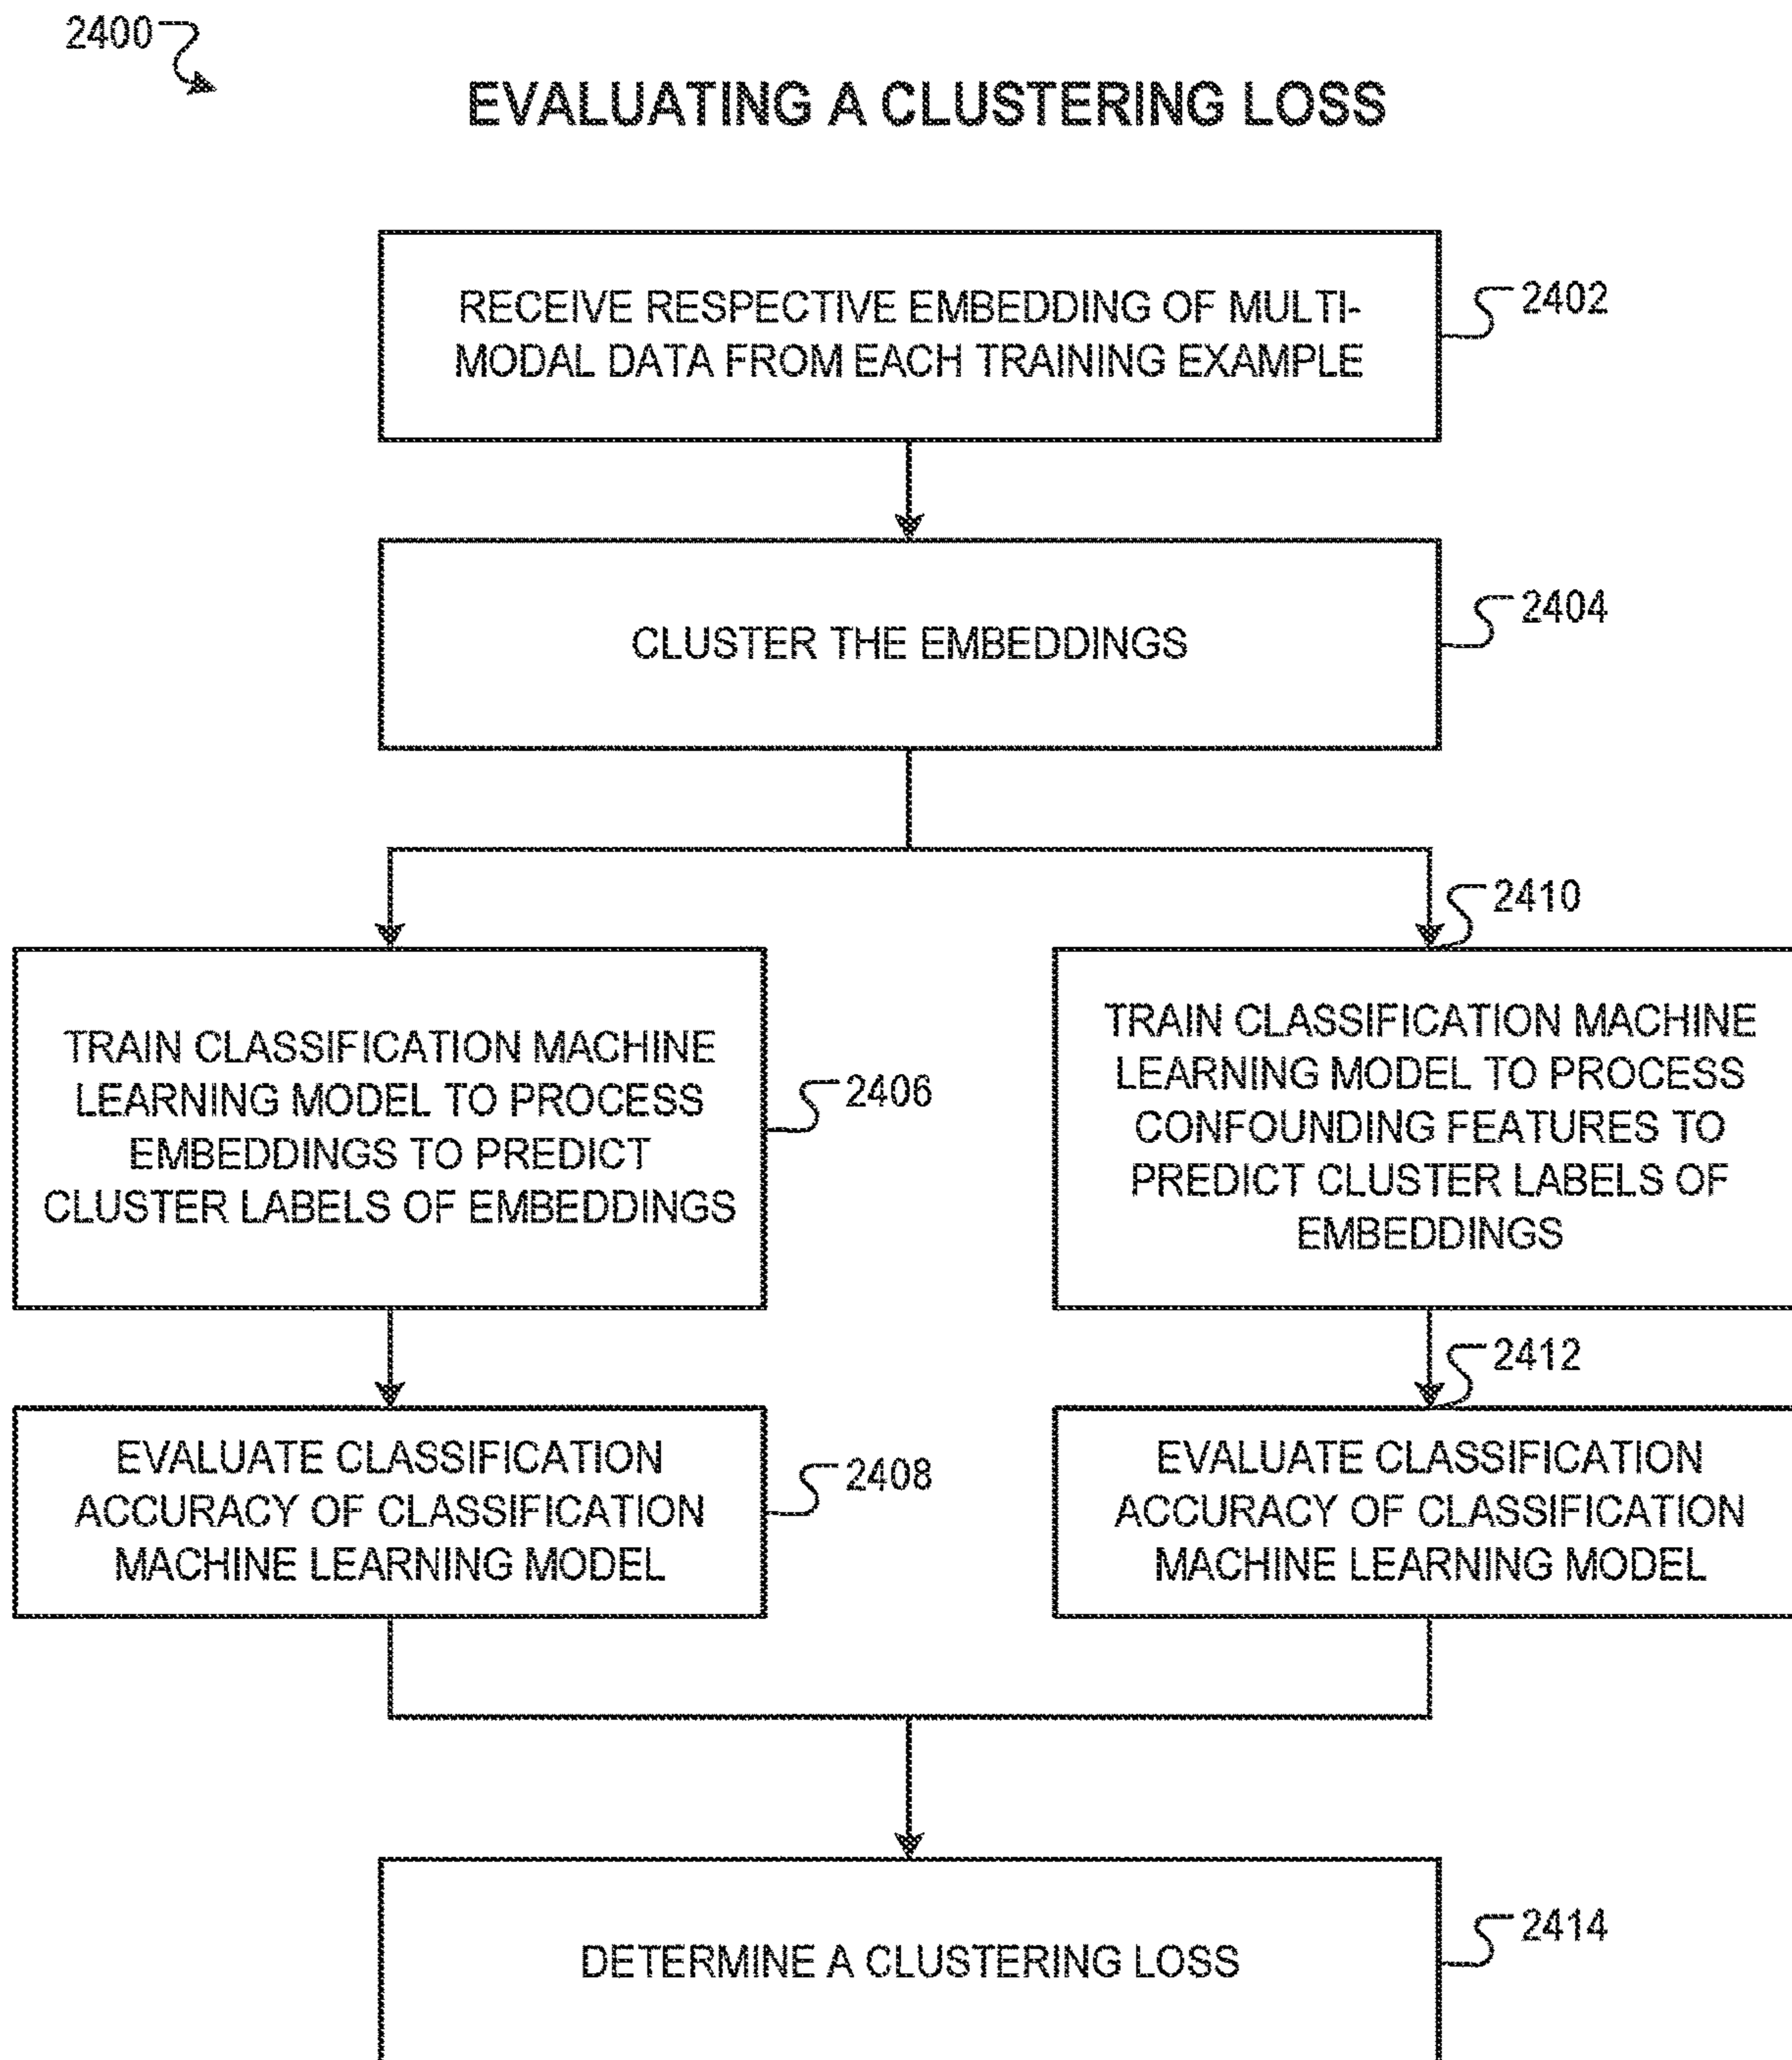 2400
EVALUATING A CLUSTERING LOSS
RECEIVE RESPECTIVE EMBEDDING OF MULTI-
MODAL DATA FROM EACH TRAINING EXAMPLE
2402
CLUSTER THE EMBEDDINGS
2404
TRAIN CLASSIFICATION MACHINE
LEARNING MODEL TO PROCESS
EMBEDDINGS TO PREDICT
CLUSTER LABELS OF EMBEDDINGS
2406
EVALUATE CLASSIFICATION
ACCURACY OF CLASSIFICATION
MACHINE LEARNING MODEL
2408
2410
TRAIN CLASSIFICATION MACHINE
LEARNING MODEL TO PROCESS
CONFOUNDING FEATURES TO
PREDICT CLUSTER LABELS OF
EMBEDDINGS
2412
EVALUATE CLASSIFICATION
ACCURACY OF CLASSIFICATION
MACHINE LEARNING MODEL
DETERMINE A CLUSTERING LOSS
2414